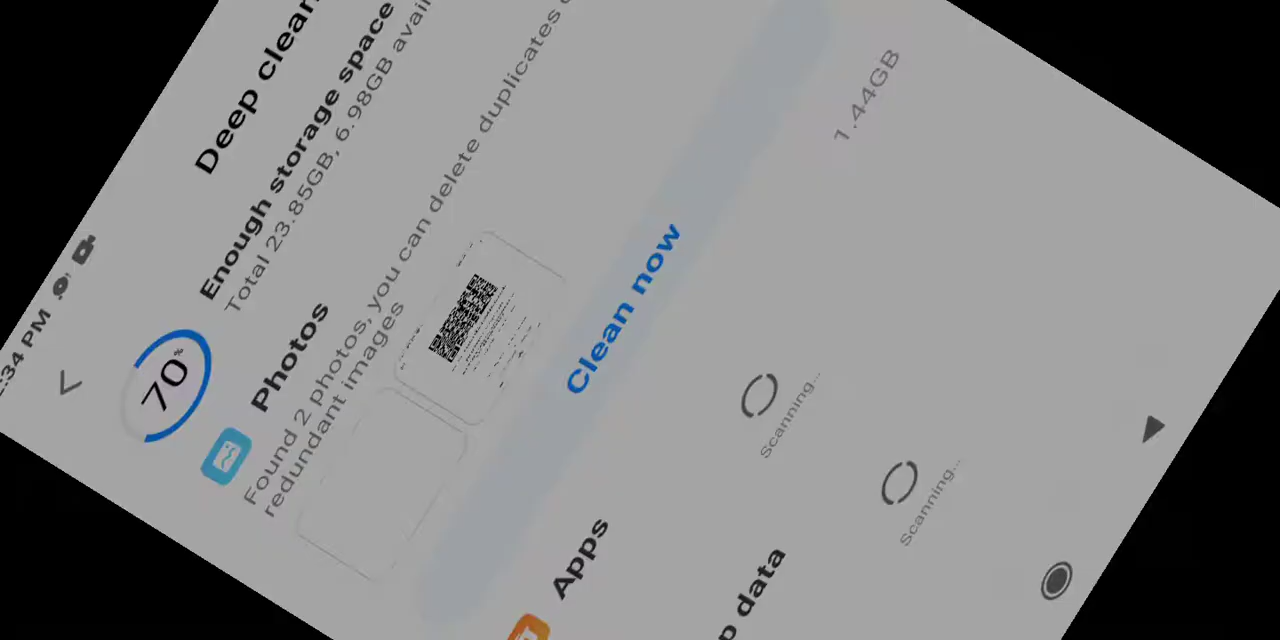 :34 PM
Deep clean
70%
Enough storage space
Total 23.85GB, 6.98GB avail
Photos
Found 2 photos, you can delete duplicates
redundant images
Clean now
Apps
1.44GB
Scanning...
data
Scanning...